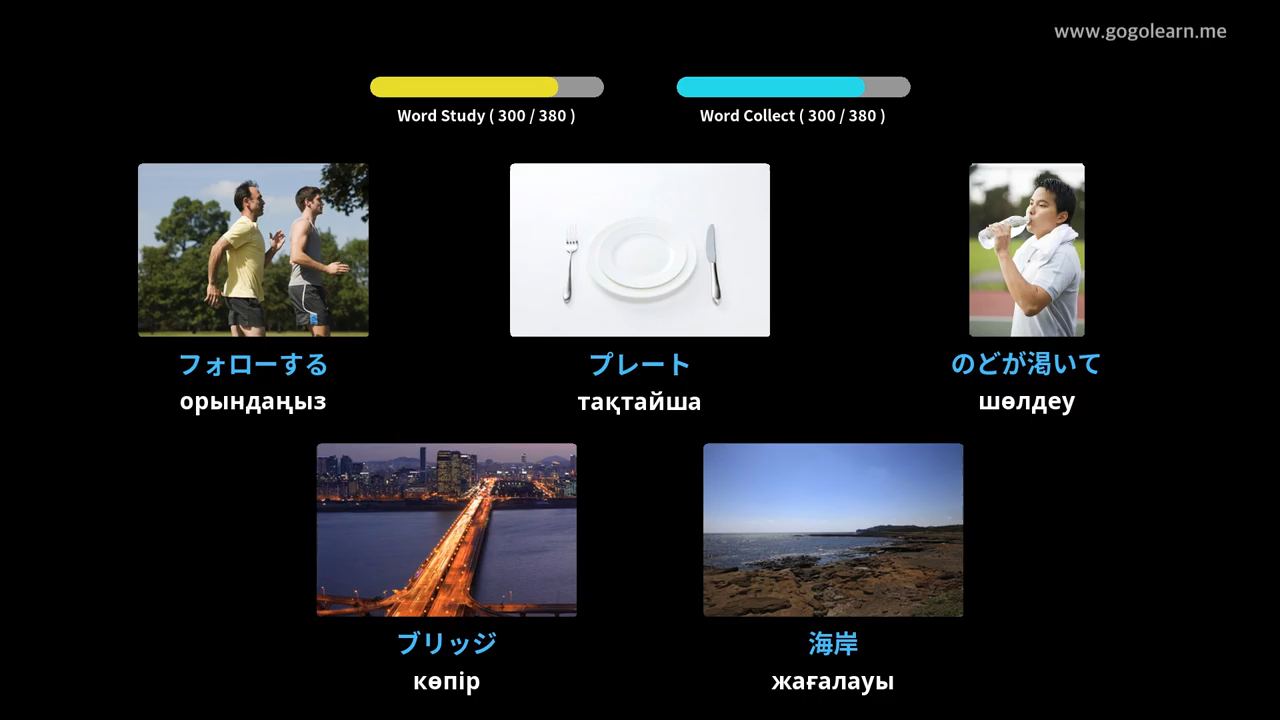 www.gogolearn.me
Word Study ( 300 / 380 )
Word Collect ( 300 / 380 )
フォローする
орындаңыз
プレート
тақтайша
のどが渇いて
шөлдеу
ブリッジ
көпір
海岸
жағалауы